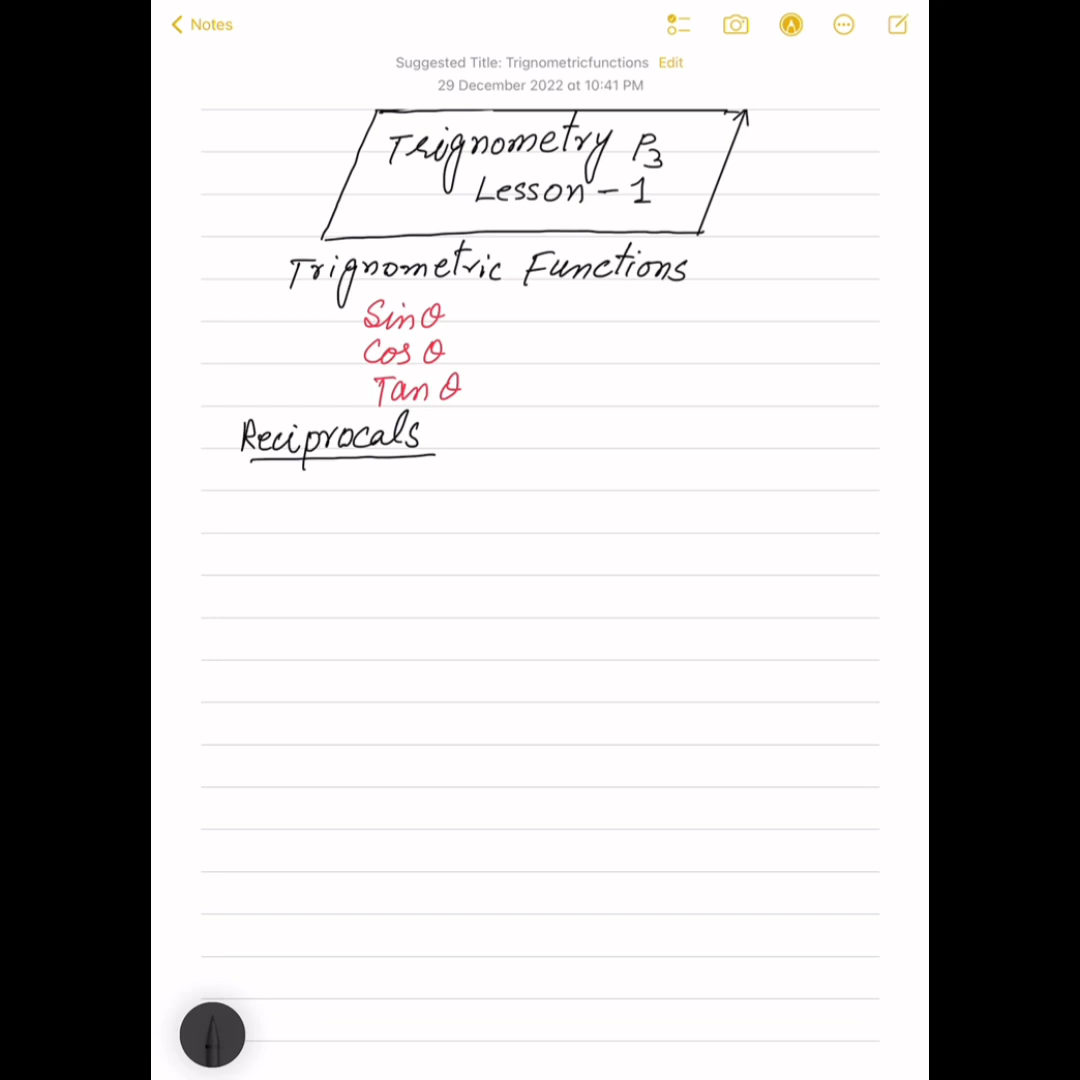 Notes
Suggested Title: Trignometricfunctions Edit
29 December 2022 at 10:41 PM
Trignometry P3
Lesson - 1
Trignometric Functions
Sin θ
Cos θ
Tan θ
Reciprocals